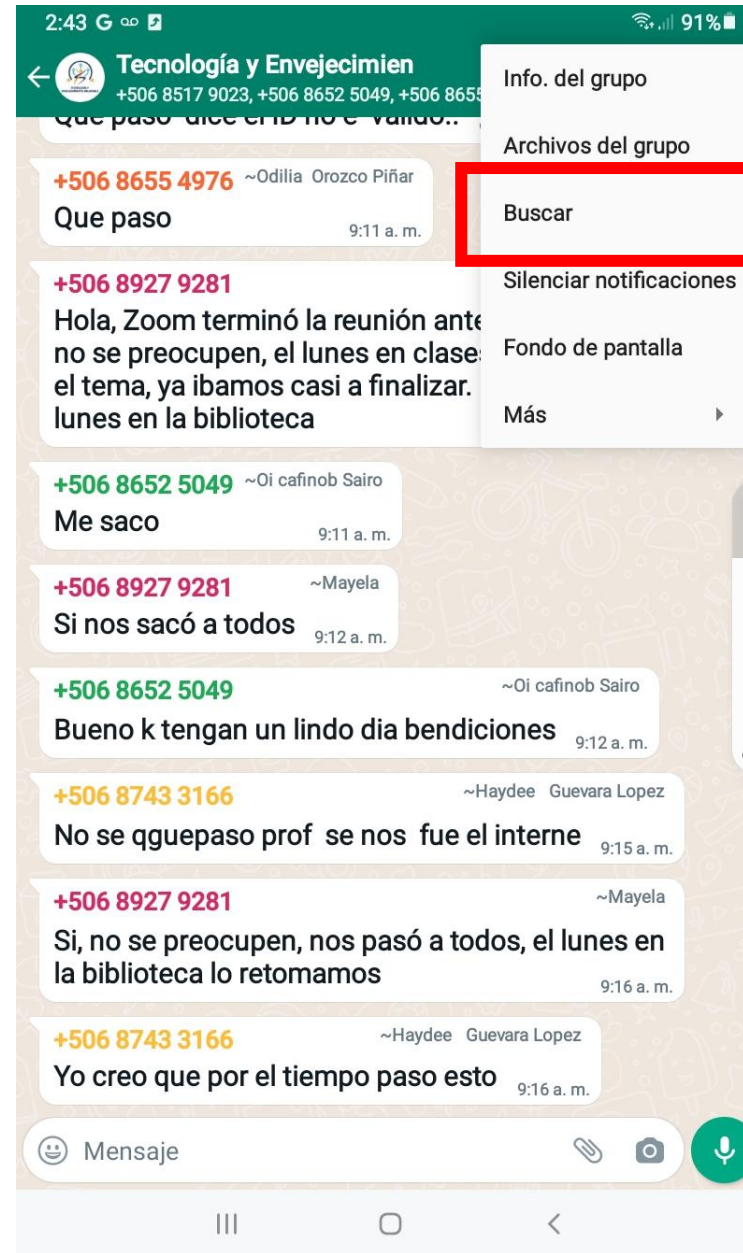 2:43 G 91%
Tecnología y Envejecimien
+506 8517 9023, +506 8652 5049, +506 865
Info. del grupo
Archivos del grupo
Buscar
Silenciar notificaciones
Fondo de pantalla
Más
+506 8655 4976 ~Odilia Orozco Piñar
Que paso
9:11 a. m.
+506 8927 9281
Hola, Zoom terminó la reunión ante
no se preocupen, el lunes en clase
el tema, ya ibamos casi a finalizar.
lunes en la biblioteca
+506 8652 5049 ~Oi cafinob Sairo
Me saco
9:11 a. m.
+506 8927 9281 ~Mayela
Si nos sacó a todos
9:12 a. m.
+506 8652 5049 ~Oi cafinob Sairo
Bueno k tengan un lindo dia bendiciones
9:12 a. m.
+506 8743 3166 ~Haydee Guevara Lopez
No se qguepaso prof se nos fue el interne
9:15 a. m.
+506 8927 9281 ~Mayela
Si, no se preocupen, nos pasó a todos, el lunes en
la biblioteca lo retomamos
9:16 a. m.
+506 8743 3166 ~Haydee Guevara Lopez
Yo creo que por el tiempo paso esto
9:16 a. m.
Mensaje